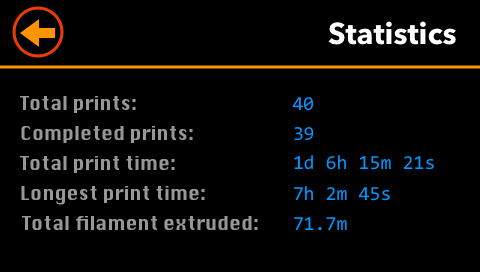 Statistics
Total prints: 40
Completed prints: 39
Total print time: 1d 6h 15m 21s
Longest print time: 7h 2m 45s
Total filament extruded: 71.7m